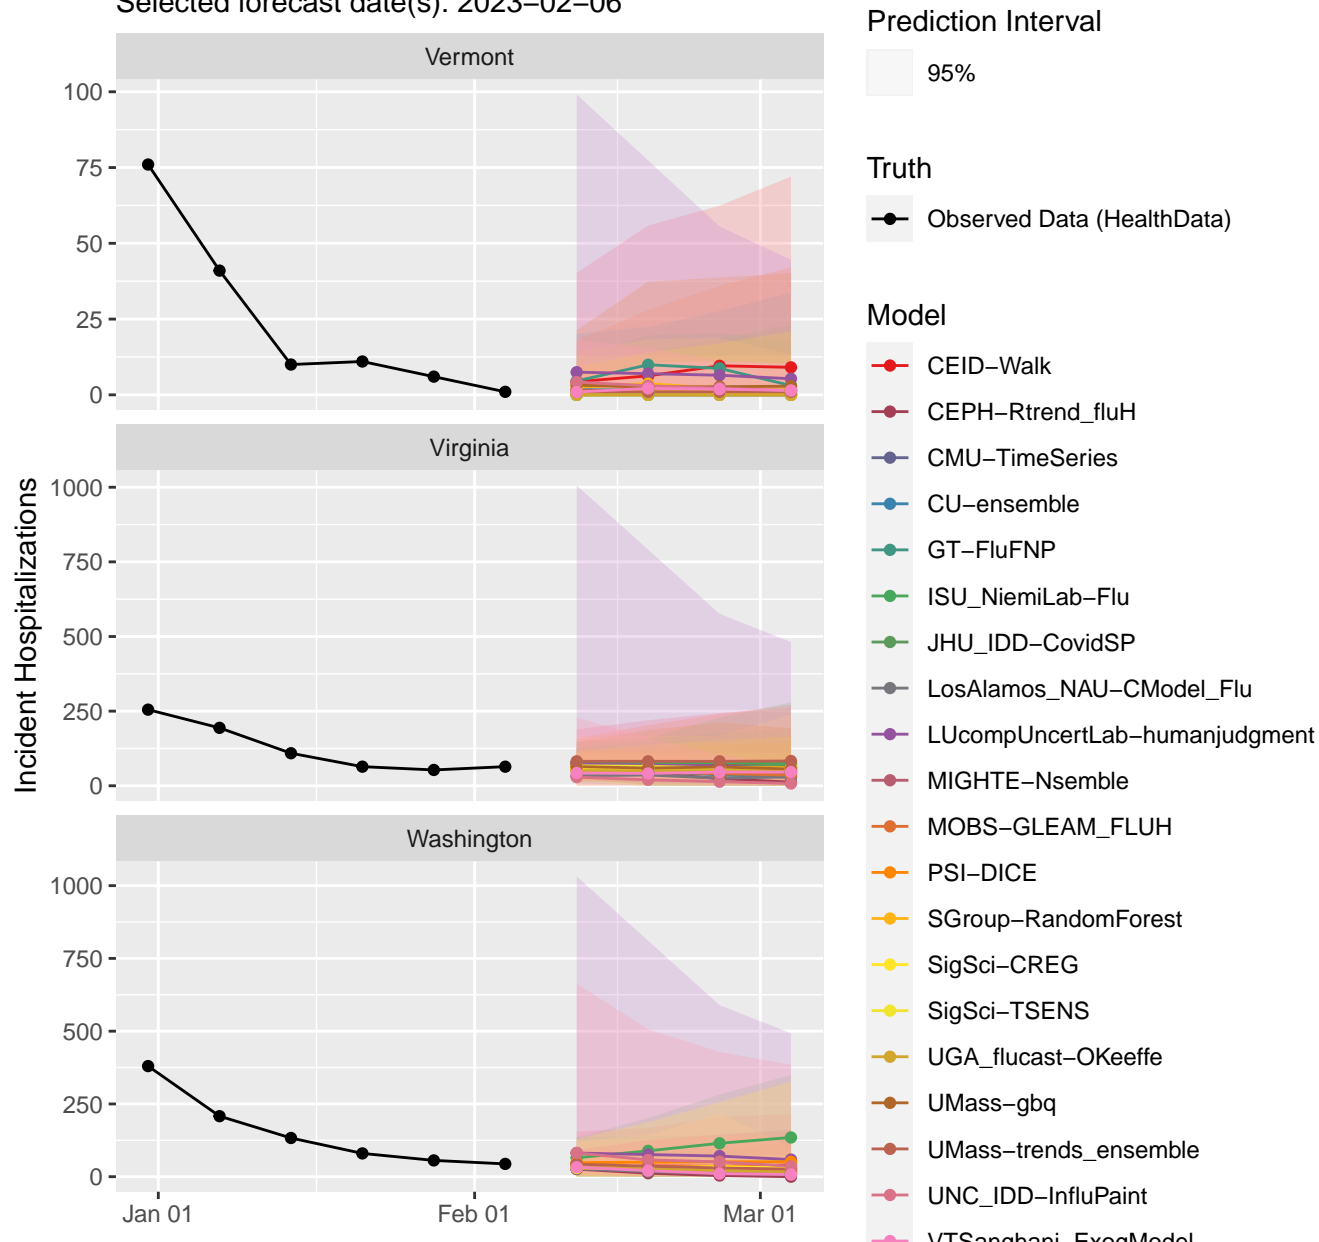 Selected forecast date(s): 2023−02−06
Vermont
100
75
50
25
0
Virginia
1000
750
500
250
0
Washington
1000
750
500
250
0
Jan 01
Feb 01
Mar 01
Incident Hospitalizations
Prediction Interval
95%
Truth
Observed Data (HealthData)
Model
CEID−Walk
CEPH−Rtrend_fluH
CMU−TimeSeries
CU−ensemble
GT−FluFNP
ISU_NiemiLab−Flu
JHU_IDD−CovidSP
LosAlamos_NAU−CModel_Flu
LUcompUncertLab−humanjudgment
MIGHTE−Nsemble
MOBS−GLEAM_FLUH
PSI−DICE
SGroup−RandomForest
SigSci−CREG
SigSci−TSENS
UGA_flucast−OKeeffe
UMass−gbq
UMass−trends_ensemble
UNC_IDD−InfluPaint
VTSanghani−ExogModel